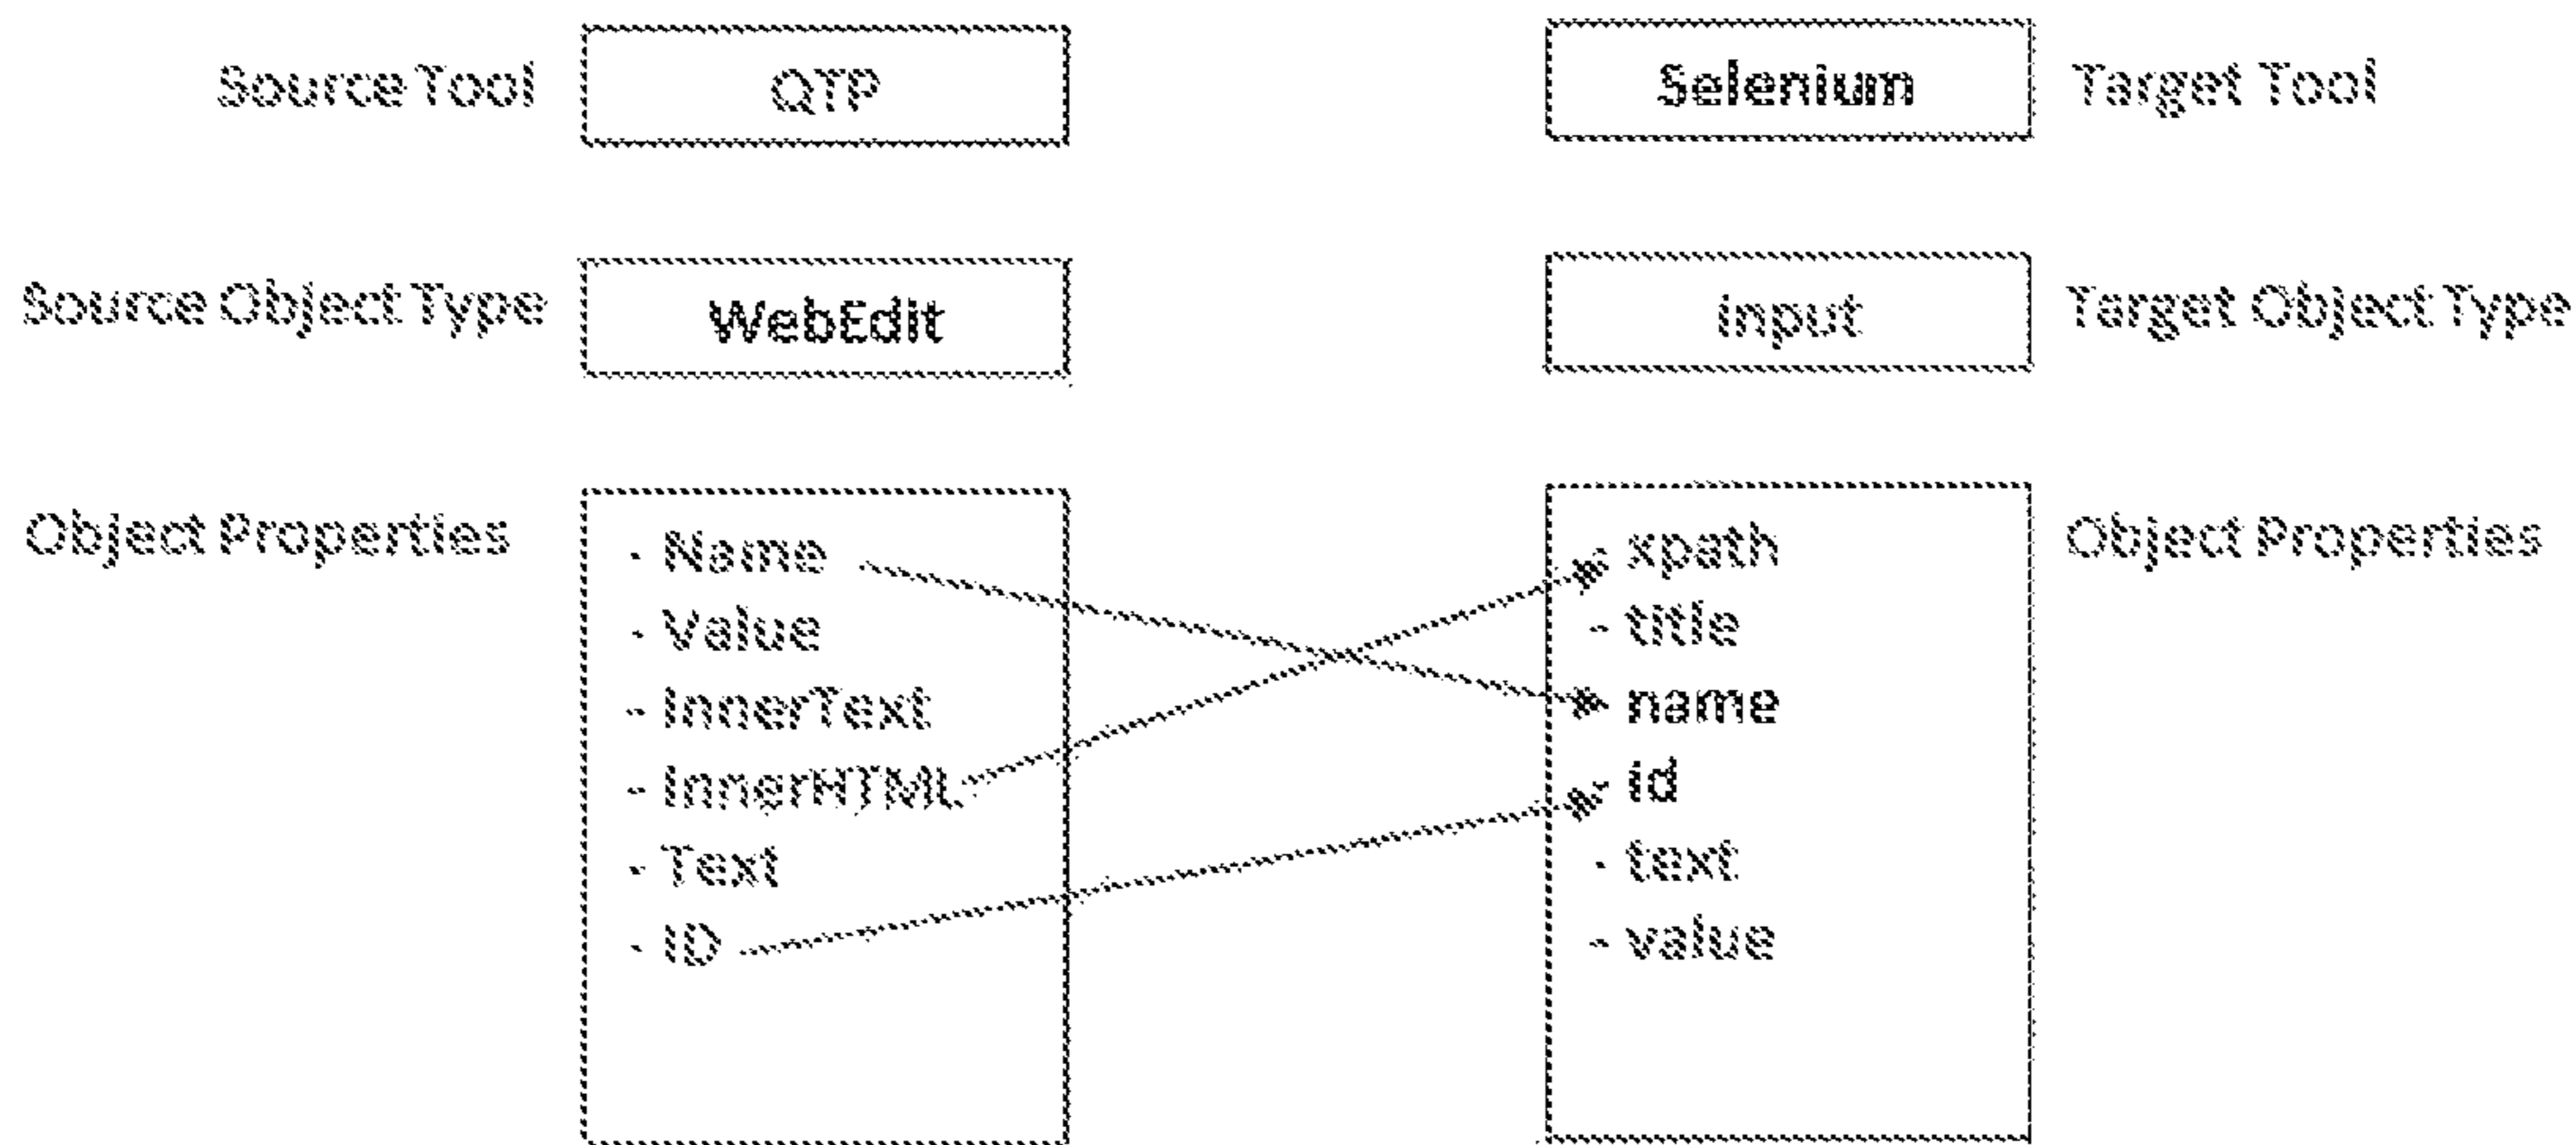 Source Tool
QTP
Selenium
Target Tool
Source Object Type
WebEdit
input
Target Object Type
Object Properties
- Name
- Value
- InnerText
- InnerHTML
- Text
- ID
- xpath
- title
- name
- id
- text
- value
Object Properties